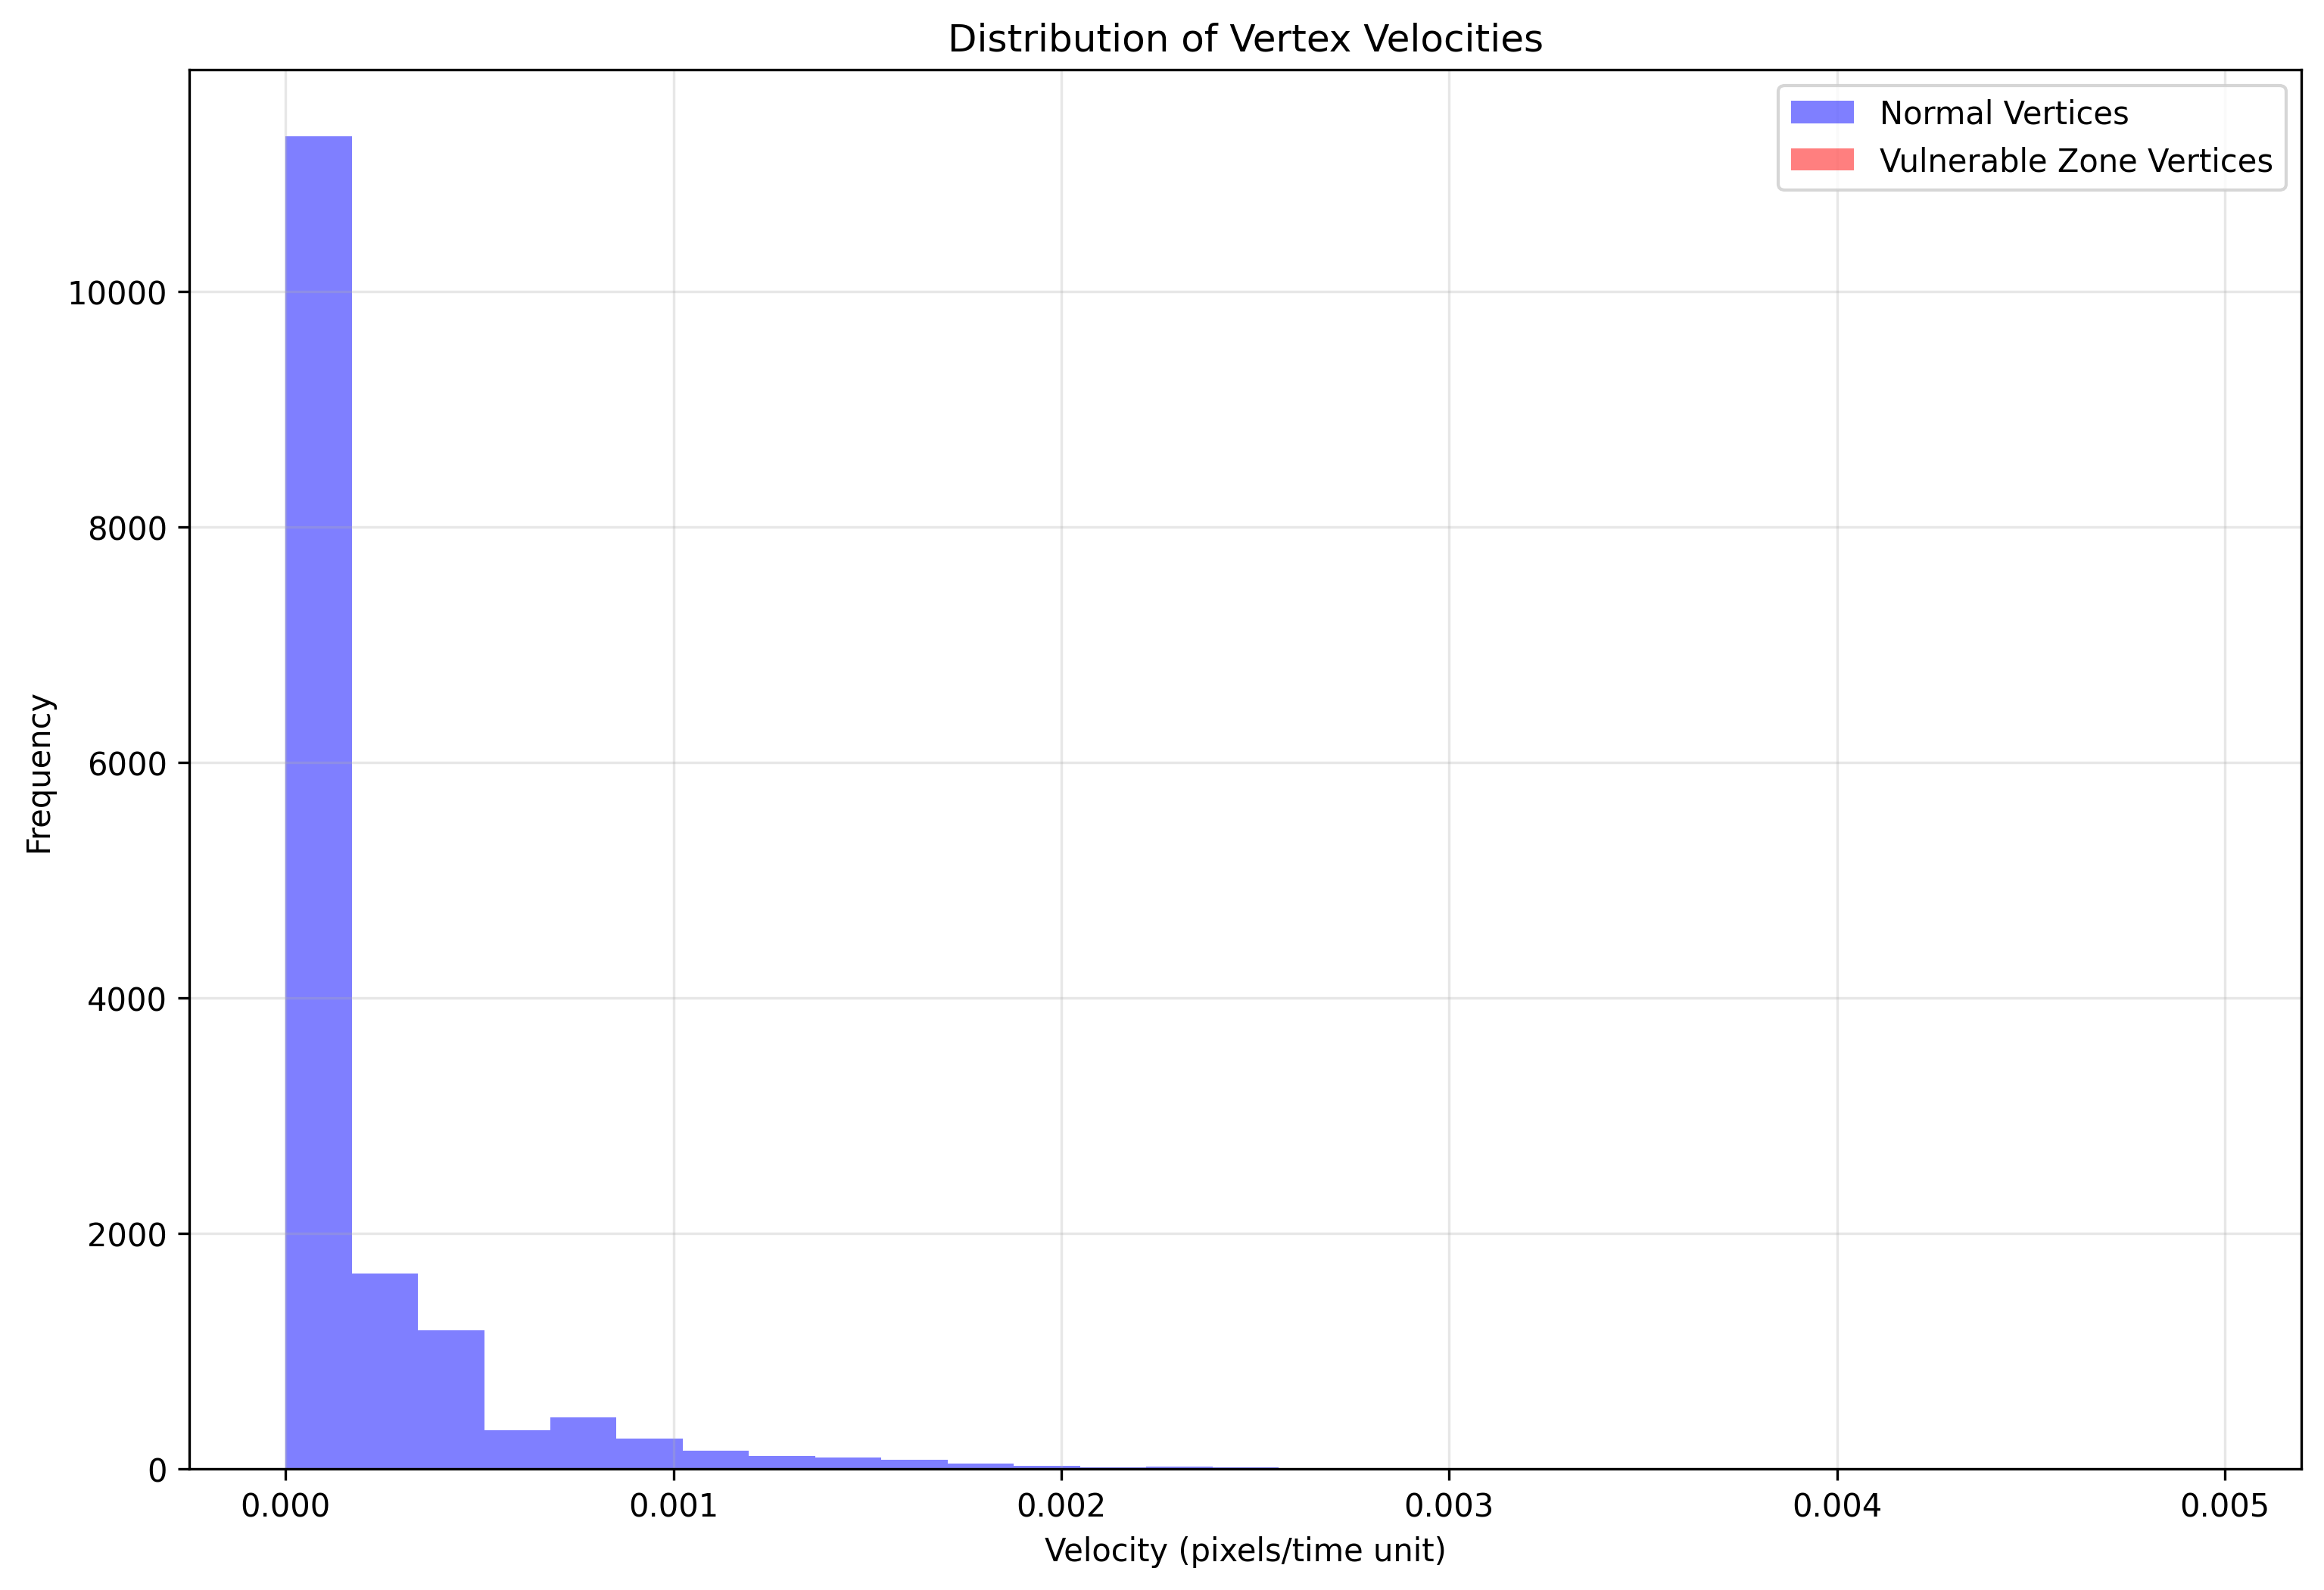 Distribution of Vertex Velocities
Normal Vertices
Vulnerable Zone Vertices
10000
8000
6000
4000
2000
0
Frequency
0.000 0.001 0.002 0.003 0.004 0.005
Velocity (pixels/time unit)